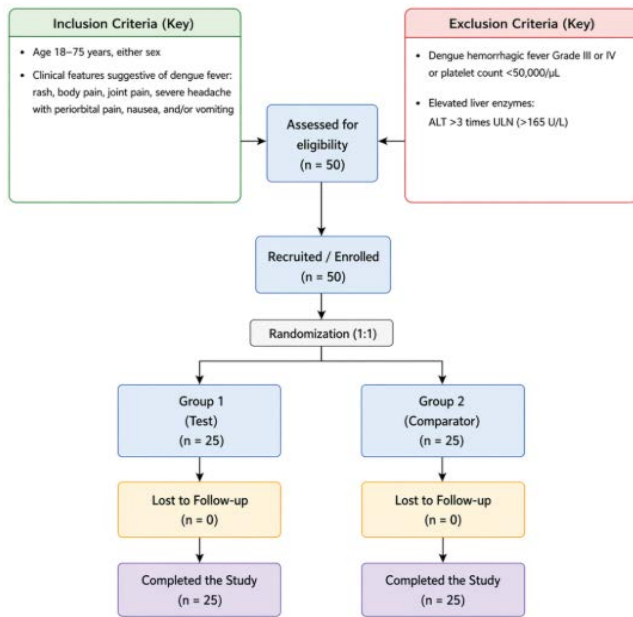 Inclusion Criteria (Key)
• Age 18–75 years, either sex
• Clinical features suggestive of dengue fever:
rash, body pain, joint pain, severe headache
with periorbital pain, nausea, and/or vomiting
Exclusion Criteria (Key)
• Dengue hemorrhagic fever Grade III or IV
or platelet count <50,000/μL
• Elevated liver enzymes:
ALT >3 times ULN (>165 U/L)
Assessed for
eligibility
(n = 50)
Recruited / Enrolled
(n = 50)
Randomization (1:1)
Group 1
(Test)
(n = 25)
Group 2
(Comparator)
(n = 25)
Lost to Follow-up
(n = 0)
Lost to Follow-up
(n = 0)
Completed the Study
(n = 25)
Completed the Study
(n = 25)